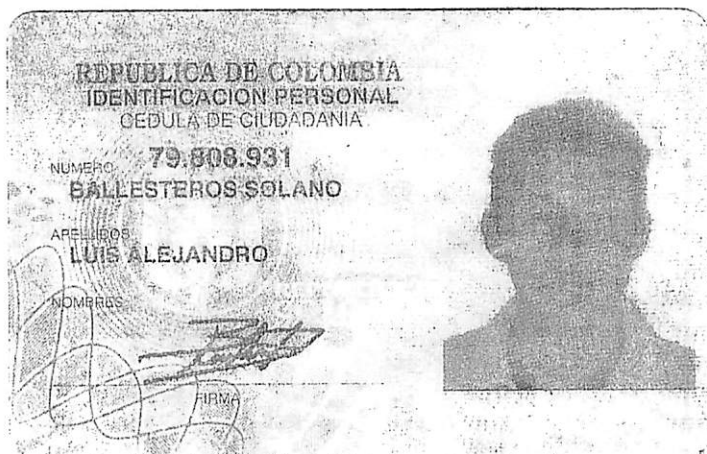 REPUBLICA DE COLOMBIA
IDENTIFICACION PERSONAL
CEDULA DE CIUDADANIA
NUMERO 79.808.931
BALLESTEROS SOLANO
APELLIDOS
LUIS ALEJANDRO
NOMBRES
FIRMA